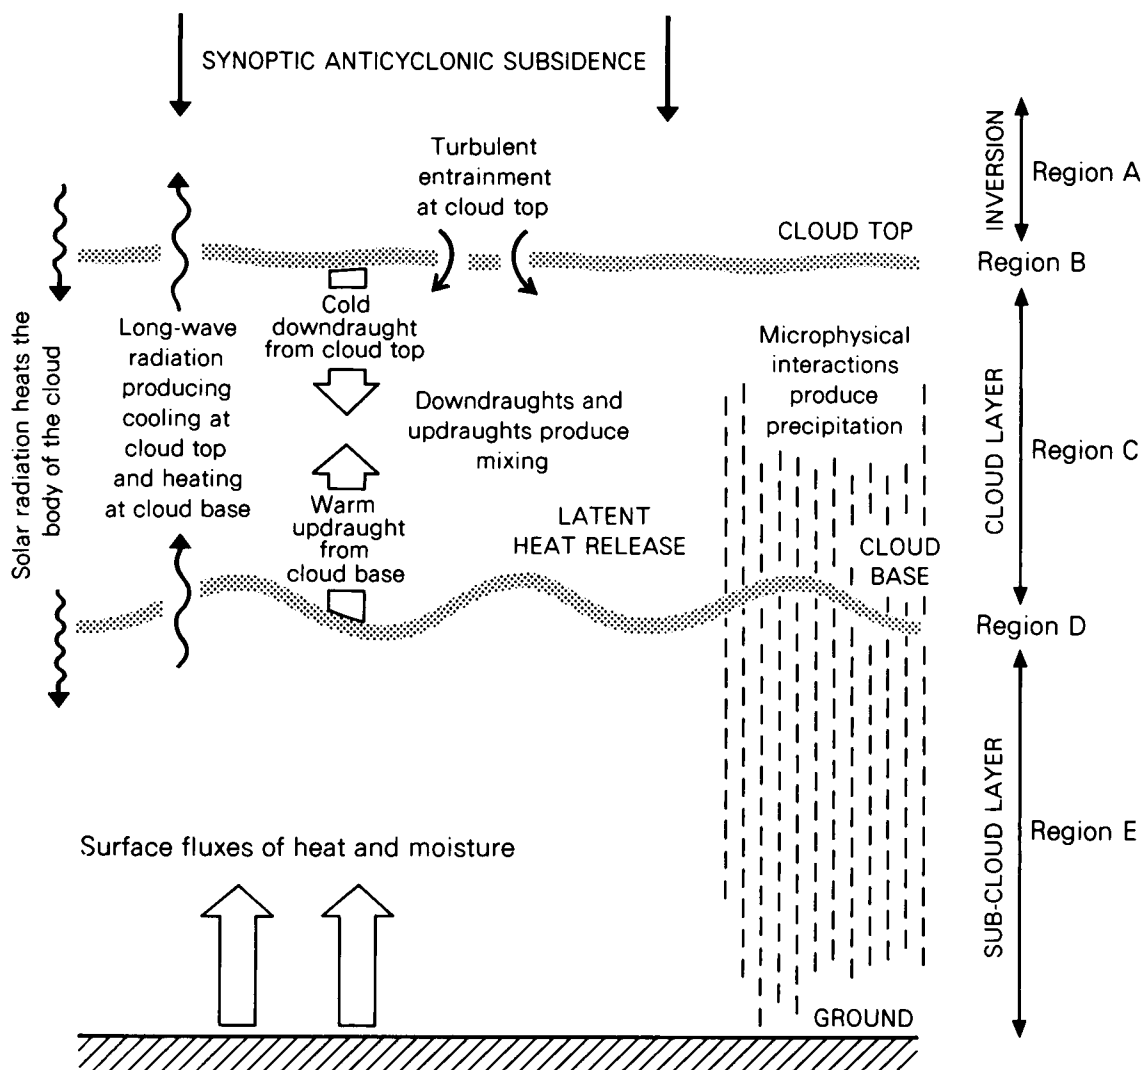 SYNOPTIC ANTICYCLONIC SUBSIDENCE
Turbulent
entrainment
at cloud top
INVERSION
Region A
CLOUD TOP
Region B
Solar radiation heats the
body of the cloud
Long-wave
radiation
producing
cooling at
cloud top
and heating
at cloud base
Cold
downdraught
from cloud top
Downdraughts and
updraughts produce
mixing
Warm
updraught
from
cloud base
LATENT
HEAT RELEASE
Microphysical
interactions
produce
precipitation
CLOUD
BASE
CLOUD LAYER
Region C
Region D
SUB-CLOUD LAYER
Region E
Surface fluxes of heat and moisture
GROUND